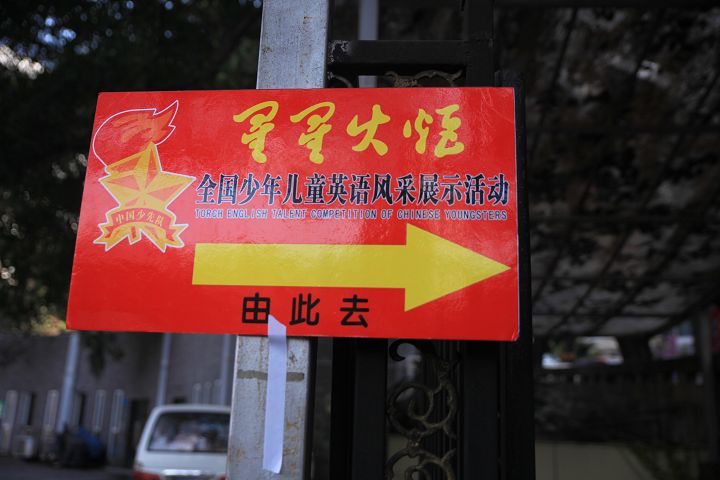 星星火炬
全国少年儿童英语风采展示活动
TORCH ENGLISH TALENT COMPETITION OF CHINESE YOUNGSTERS
中国少先队
由此去